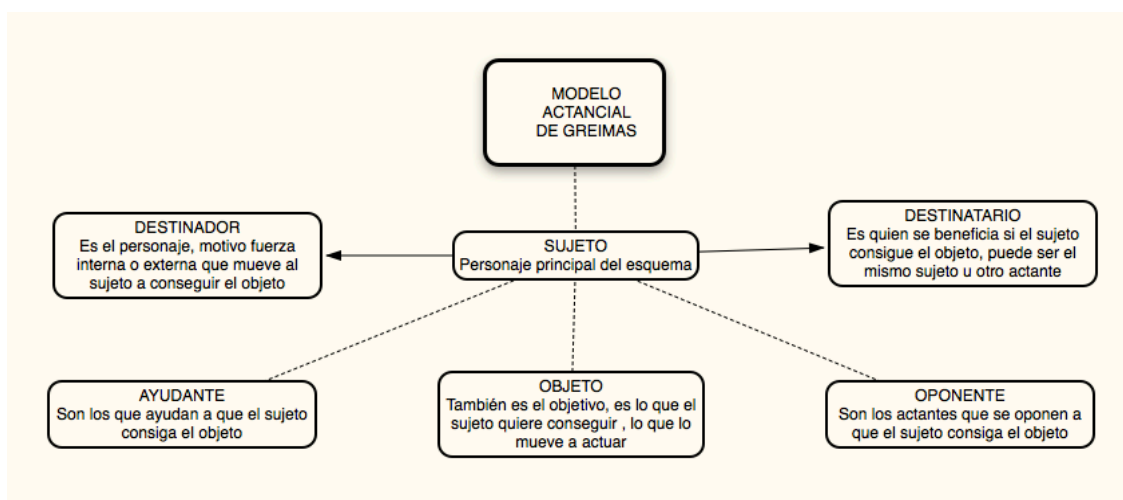 MODELO
ACTANCIAL
DE GREIMAS
DESTINADOR
Es el personaje, motivo fuerza
interna o externa que mueve al
sujeto a conseguir el objeto
SUJETO
Personaje principal del esquema
DESTINATARIO
Es quien se beneficia si el sujeto
consigue el objeto, puede ser el
mismo sujeto u otro actante
AYUDANTE
Son los que ayudan a que el sujeto
consiga el objeto
OBJETO
También es el objetivo, es lo que el
sujeto quiere conseguir , lo que lo
mueve a actuar
OPONENTE
Son los actantes que se oponen a
que el sujeto consiga el objeto